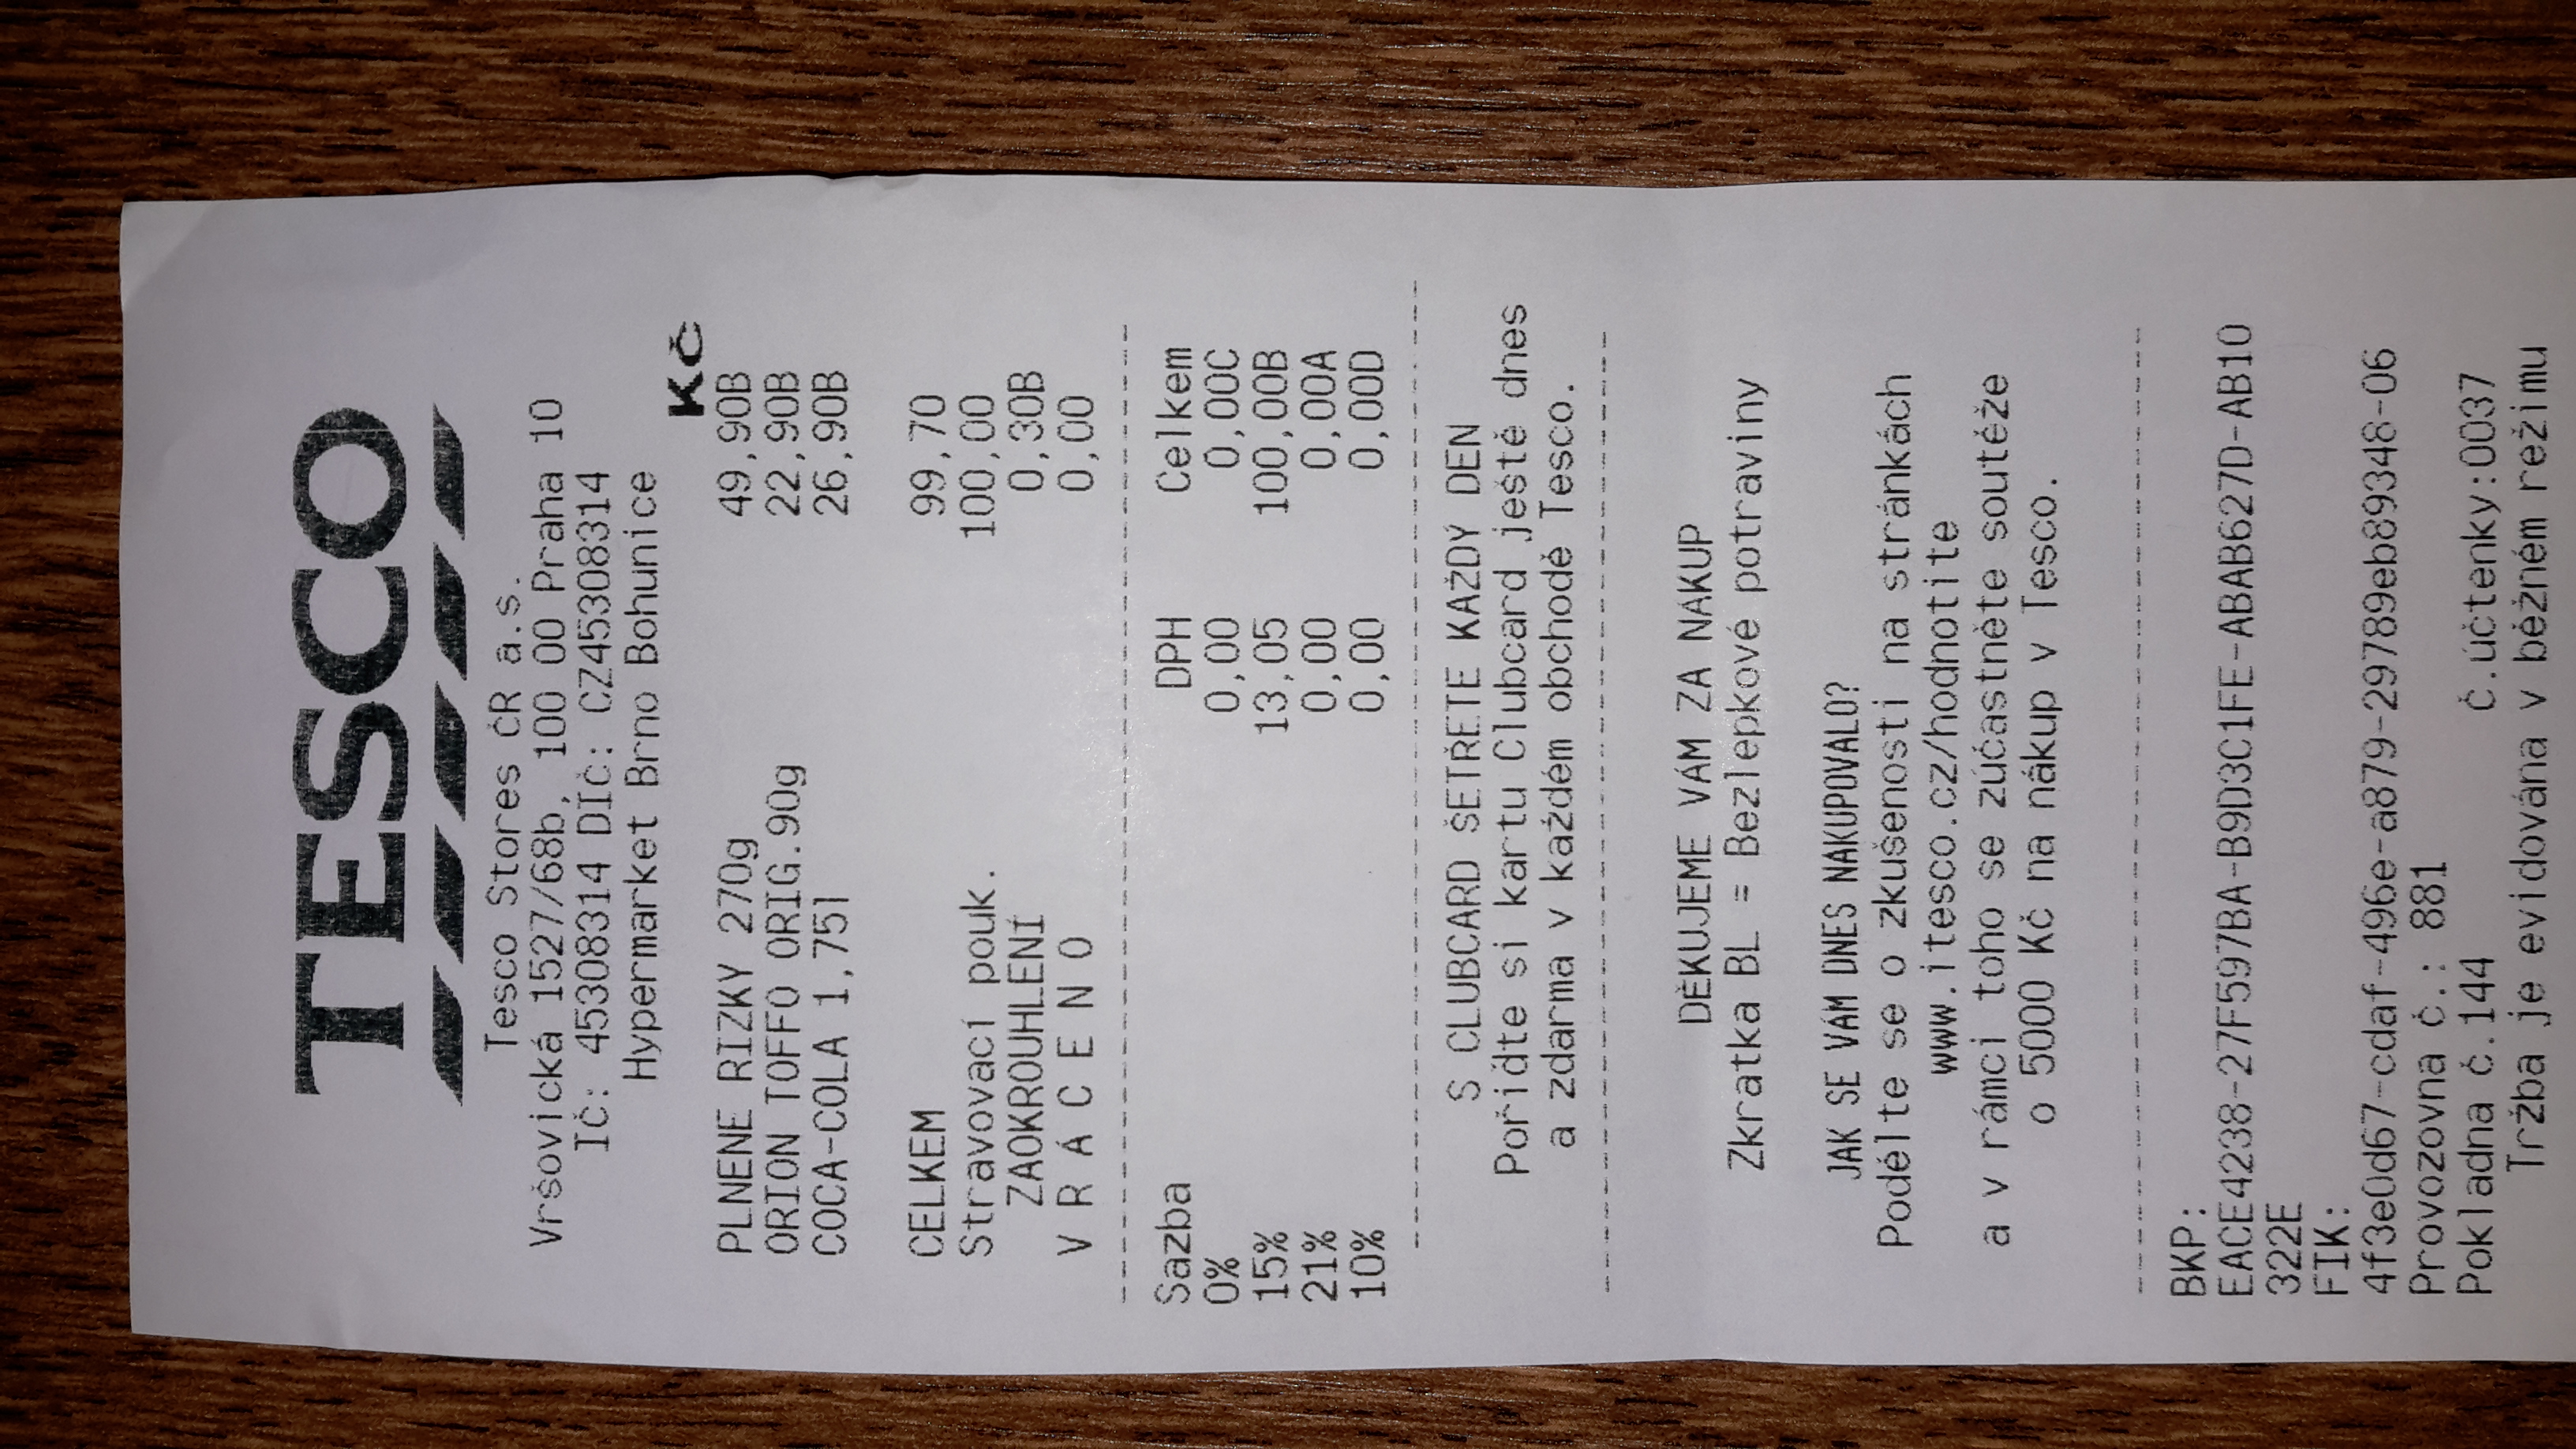 TESCO
Tesco Stores ČR a.s.
Vršovická 1527/68b, 100 00 Praha 10
IČ: 45308314 DIČ: CZ45308314
Hypermarket Brno Bohunice
Kč
PLNENE RIZKY 270g 49,90B
ORION TOFFO ORIG.90g 22,90B
COCA-COLA 1,75l 26,90B
CELKEM 99,70
Stravovací pouk. 100,00
ZAOKROUHLENÍ 0,30B
V R Á C E N O 0,00
Sazba DPH Celkem
0% 0,00 0,00C
15% 13,05 100,00B
21% 0,00 0,00A
10% 0,00 0,00D
S CLUBCARD ŠETŘETE KAŽDÝ DEN
Pořiďte si kartu Clubcard ještě dnes
a zdarma v každém obchodě Tesco.
DĚKUJEME VÁM ZA NÁKUP
Zkratka BL = Bezlepkové potraviny
JAK SE VÁM DNES NAKUPOVALO?
Podělte se o zkušenosti na stránkách
www.itesco.cz/hodnotite
a v rámci toho se zúčastněte soutěže
o 5000 Kč na nákup v Tesco.
BKP:
EACE4238-27F597BA-B9D3C1FE-ABAB627D-AB10
322E
FIK:
4f3e0d67-cdaf-496e-a879-29789eb89348-06
Provozovna č.: 881
Pokladna č.144 Č.účtenky:0037
Tržba je evidována v běžném režimu